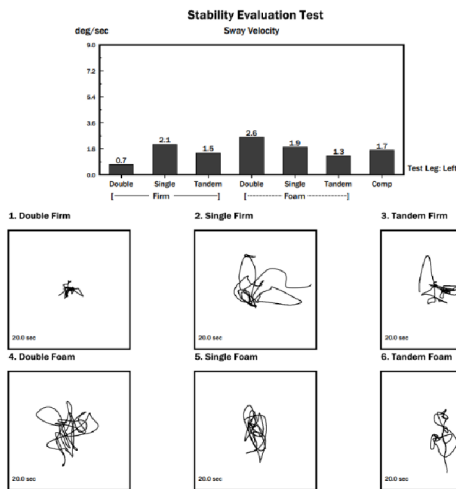 Stability Evaluation Test
deg/sec
Sway Velocity
9.0
7.2
5.4
3.6
1.8
0.0
0.7
2.1
1.5
2.6
1.9
1.3
1.7
Double Single Tandem Double Single Tandem Comp
[ Firm ] [ Foam ]
Test Leg: Left
1. Double Firm
2. Single Firm
3. Tandem Firm
20.0 sec
20.0 sec
20.0 sec
4. Double Foam
5. Single Foam
6. Tandem Foam
20.0 sec
20.0 sec
20.0 sec